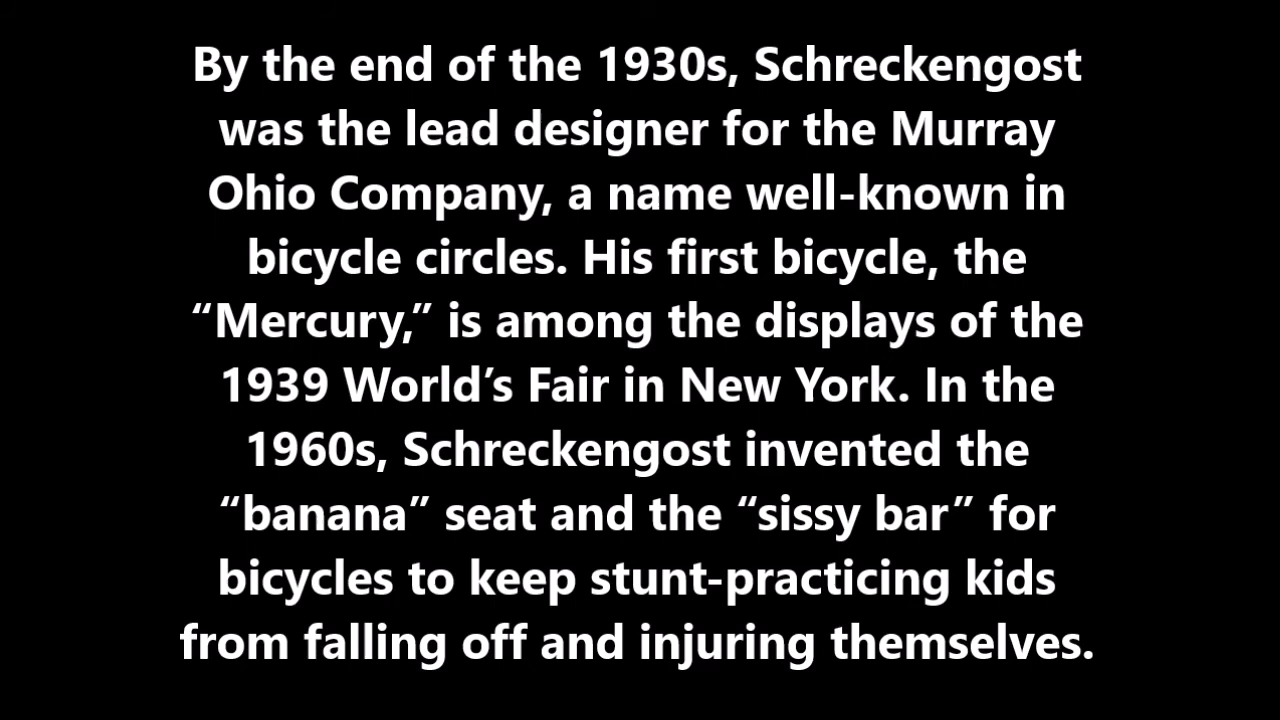 By the end of the 1930s, Schreckengost
was the lead designer for the Murray
Ohio Company, a name well-known in
bicycle circles. His first bicycle, the
“Mercury,” is among the displays of the
1939 World’s Fair in New York. In the
1960s, Schreckengost invented the
“banana” seat and the “sissy bar” for
bicycles to keep stunt-practicing kids
from falling off and injuring themselves.